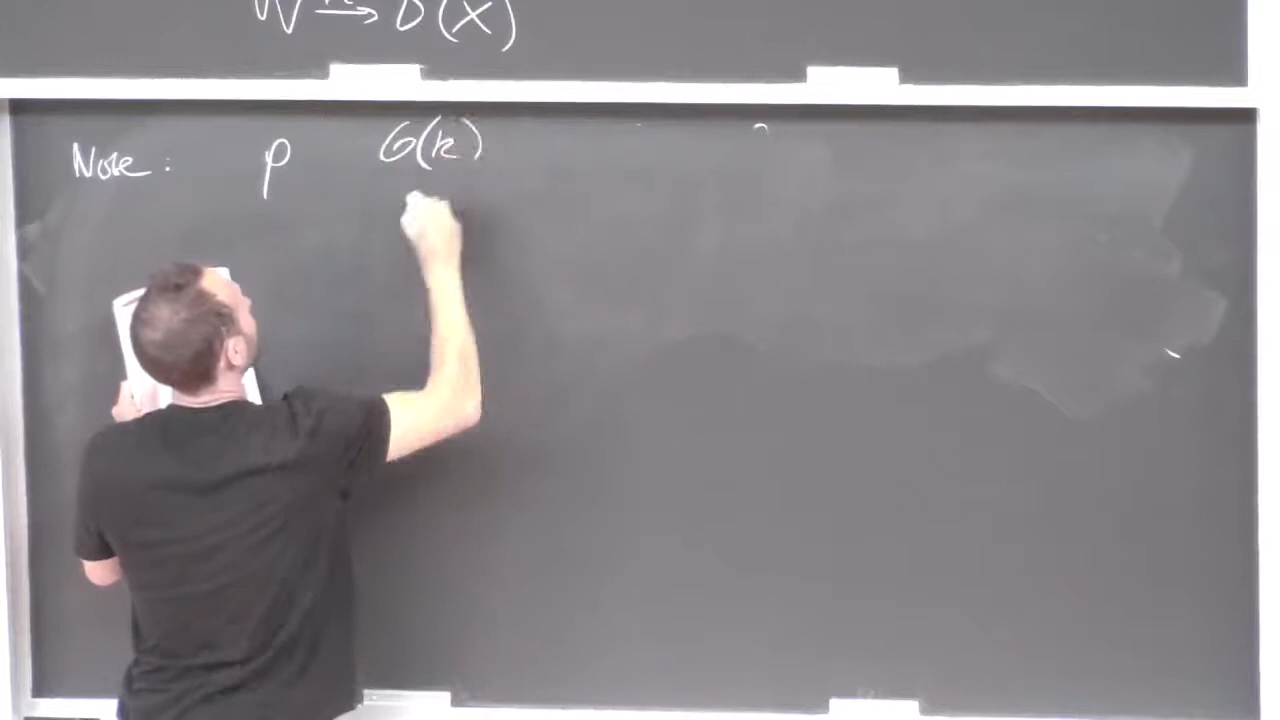 W → D(X)
Note: ρ G(k)